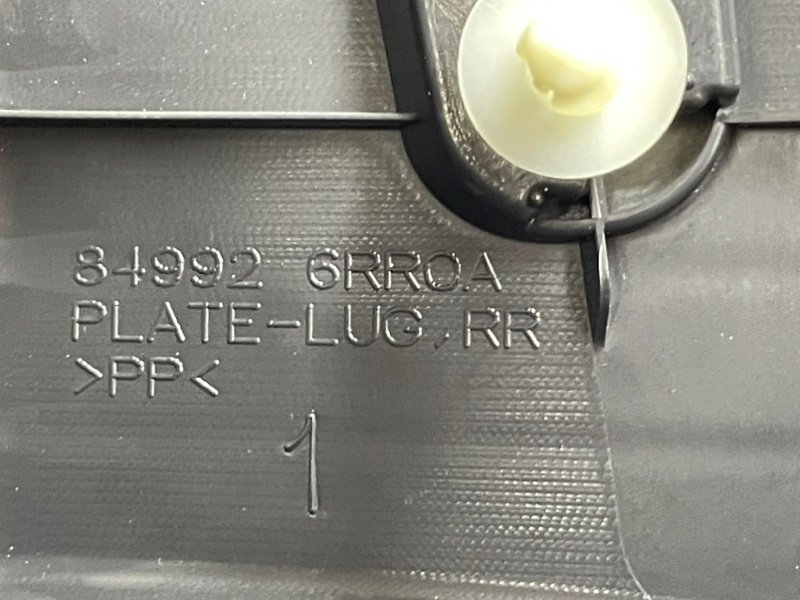 84992 6RR0A
PLATE-LUG, RR
>PP<
1